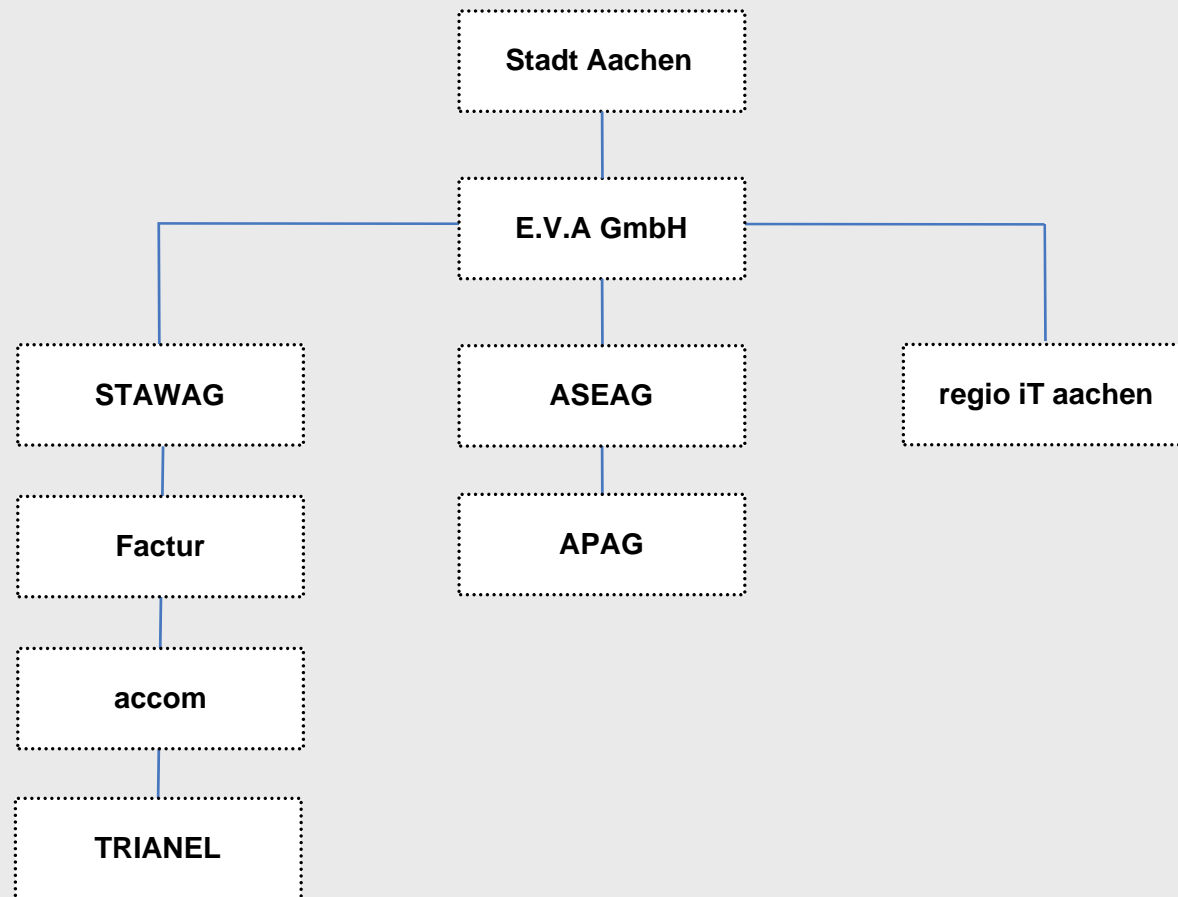 Stadt Aachen
E.V.A GmbH
STAWAG
ASEAG
regio iT aachen
Factur
APAG
accom
TRIANEL